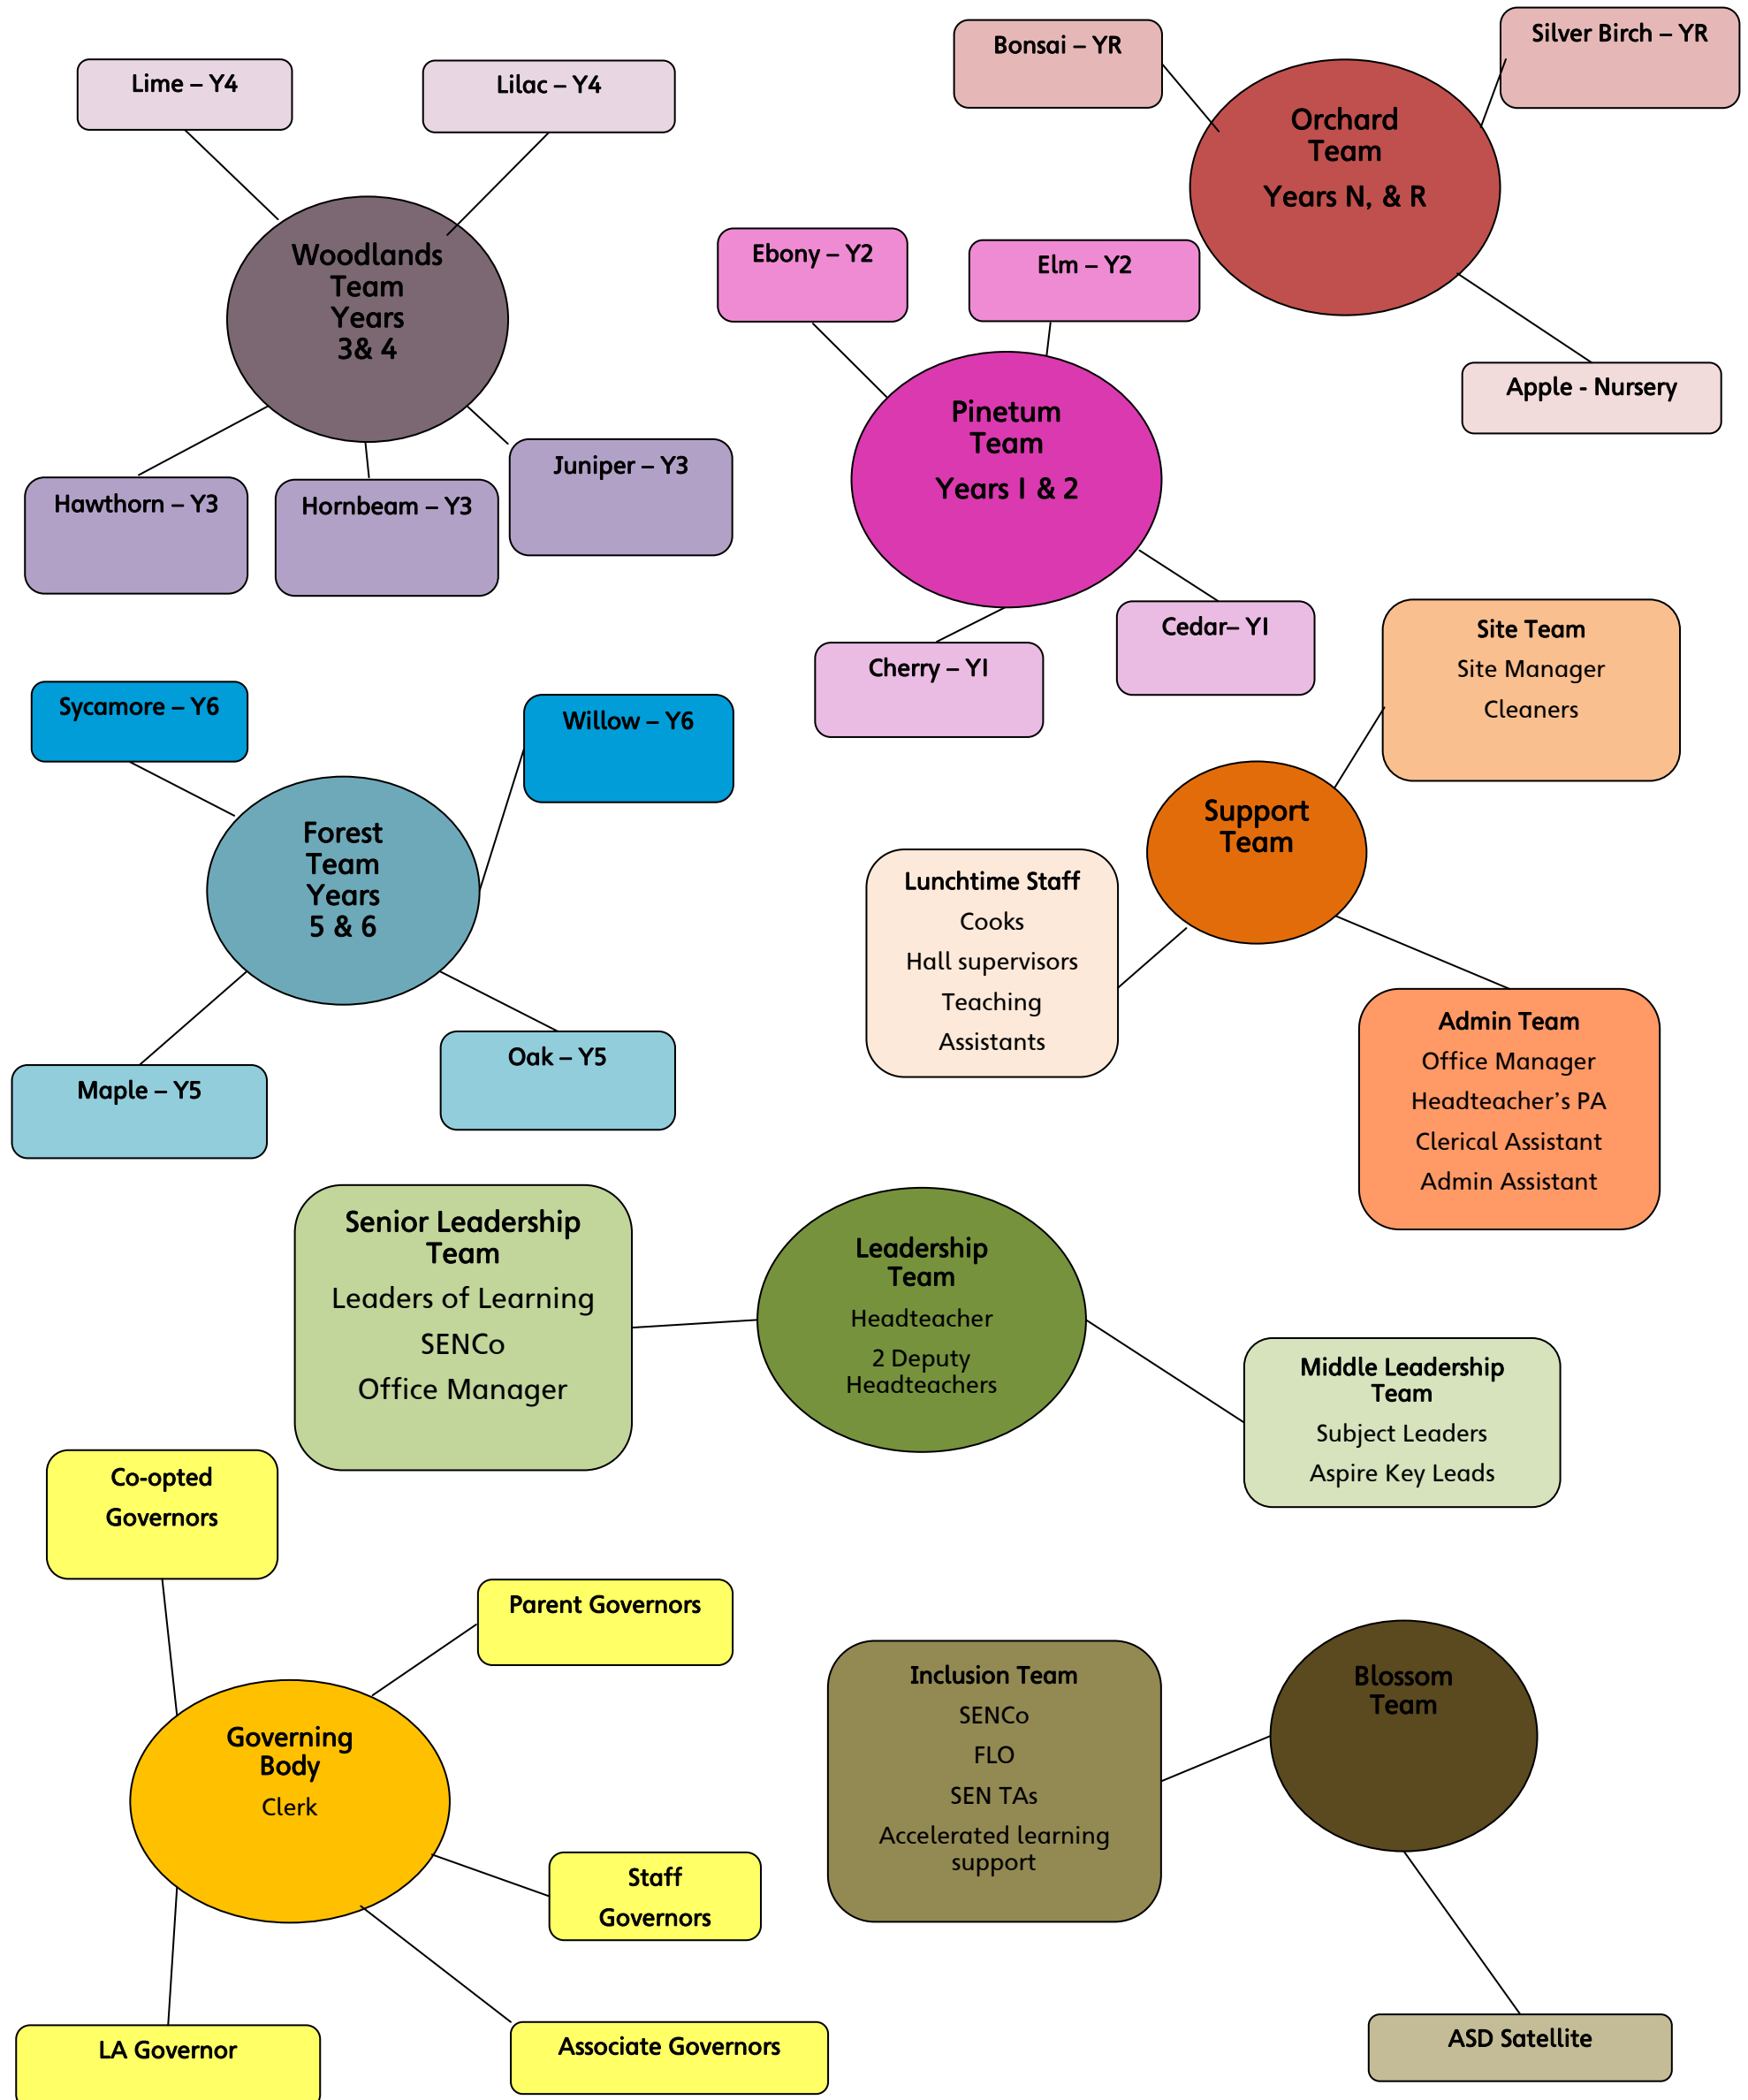 Lime – Y4
Lilac – Y4
Woodlands
Team
Years
3& 4
Hawthorn – Y3
Hornbeam – Y3
Juniper – Y3
Bonsai – YR
Silver Birch – YR
Orchard
Team
Years N, & R
Apple - Nursery
Ebony – Y2
Elm – Y2
Pinetum
Team
Years 1 & 2
Cherry – Y1
Cedar– Y1
Sycamore – Y6
Willow – Y6
Forest
Team
Years
5 & 6
Maple – Y5
Oak – Y5
Site Team
Site Manager
Cleaners
Support
Team
Lunchtime Staff
Cooks
Hall supervisors
Teaching
Assistants
Admin Team
Office Manager
Headteacher’s PA
Clerical Assistant
Admin Assistant
Senior Leadership
Team
Leaders of Learning
SENCo
Office Manager
Leadership
Team
Headteacher
2 Deputy
Headteachers
Middle Leadership
Team
Subject Leaders
Aspire Key Leads
Co-opted
Governors
Parent Governors
Governing
Body
Clerk
Staff
Governors
LA Governor
Associate Governors
Inclusion Team
SENCo
FLO
SEN TAs
Accelerated learning
support
Blossom
Team
ASD Satellite